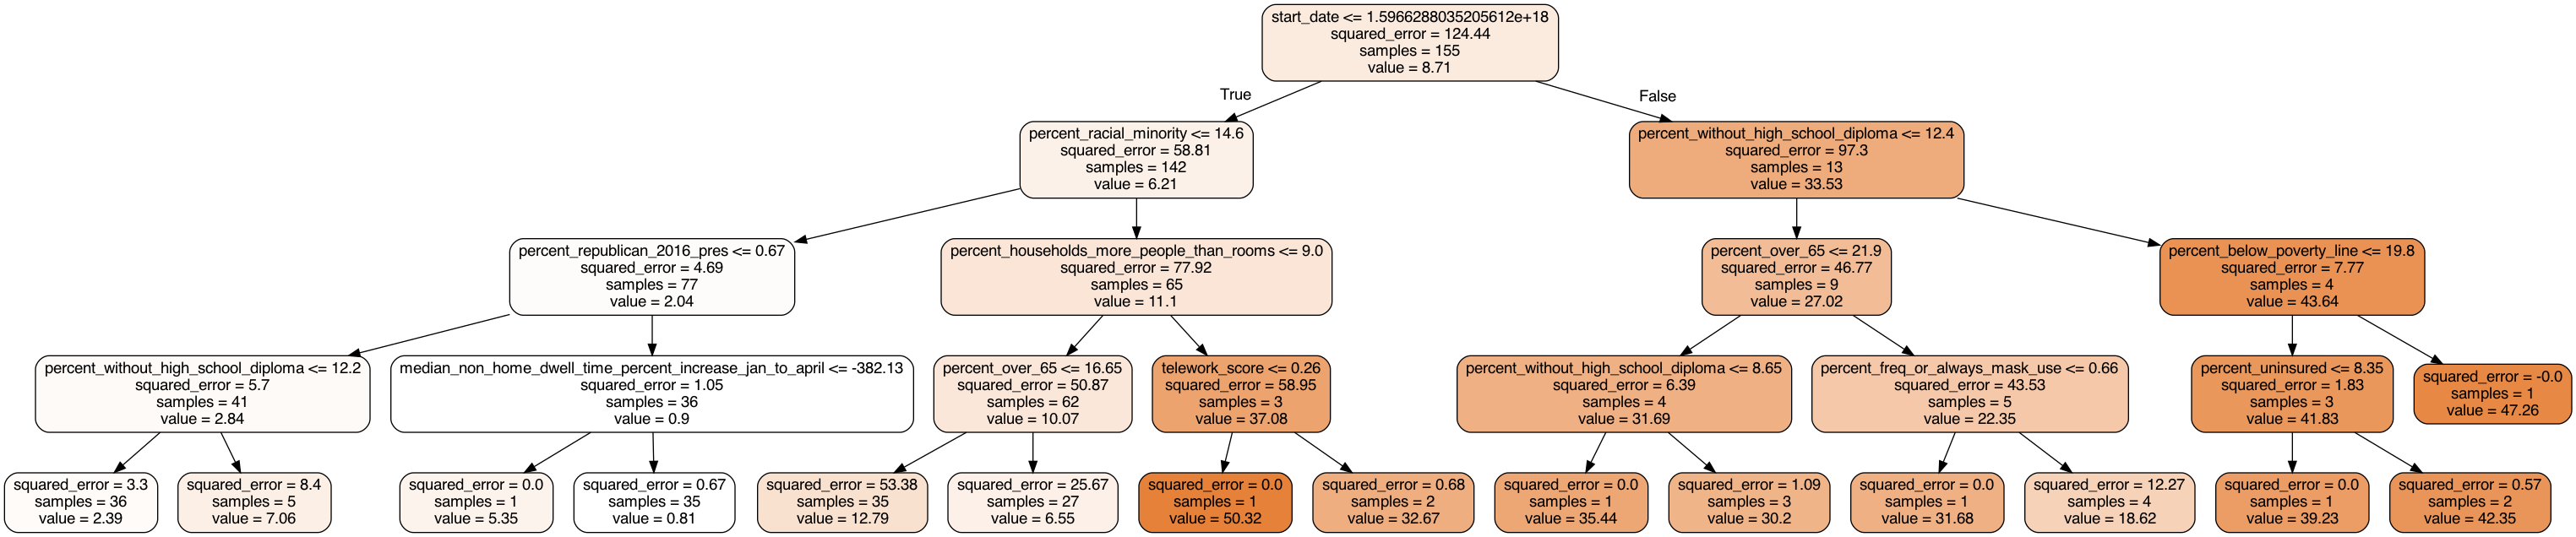 start_date <= 1.5966288035205612e+18
squared_error = 124.44
samples = 155
value = 8.71
True
False
percent_racial_minority <= 14.6
squared_error = 58.81
samples = 142
value = 6.21
percent_without_high_school_diploma <= 12.4
squared_error = 97.3
samples = 13
value = 33.53
percent_republican_2016_pres <= 0.67
squared_error = 4.69
samples = 77
value = 2.04
percent_households_more_people_than_rooms <= 9.0
squared_error = 77.92
samples = 65
value = 11.1
percent_over_65 <= 21.9
squared_error = 46.77
samples = 9
value = 27.02
percent_below_poverty_line <= 19.8
squared_error = 7.77
samples = 4
value = 43.64
percent_without_high_school_diploma <= 12.2
squared_error = 5.7
samples = 41
value = 2.84
median_non_home_dwell_time_percent_increase_jan_to_april <= -382.13
squared_error = 1.05
samples = 36
value = 0.9
percent_over_65 <= 16.65
squared_error = 50.87
samples = 62
value = 10.07
telework_score <= 0.26
squared_error = 58.95
samples = 3
value = 37.08
percent_without_high_school_diploma <= 8.65
squared_error = 6.39
samples = 4
value = 31.69
percent_freq_or_always_mask_use <= 0.66
squared_error = 43.53
samples = 5
value = 22.35
percent_uninsured <= 8.35
squared_error = 1.83
samples = 3
value = 41.83
squared_error = -0.0
samples = 1
value = 47.26
squared_error = 3.3
samples = 36
value = 2.39
squared_error = 8.4
samples = 5
value = 7.06
squared_error = 0.0
samples = 1
value = 5.35
squared_error = 0.67
samples = 35
value = 0.81
squared_error = 53.38
samples = 35
value = 12.79
squared_error = 25.67
samples = 27
value = 6.55
squared_error = 0.0
samples = 1
value = 50.32
squared_error = 0.68
samples = 2
value = 32.67
squared_error = 0.0
samples = 1
value = 35.44
squared_error = 1.09
samples = 3
value = 30.2
squared_error = 0.0
samples = 1
value = 31.68
squared_error = 12.27
samples = 4
value = 18.62
squared_error = 0.0
samples = 1
value = 39.23
squared_error = 0.57
samples = 2
value = 42.35